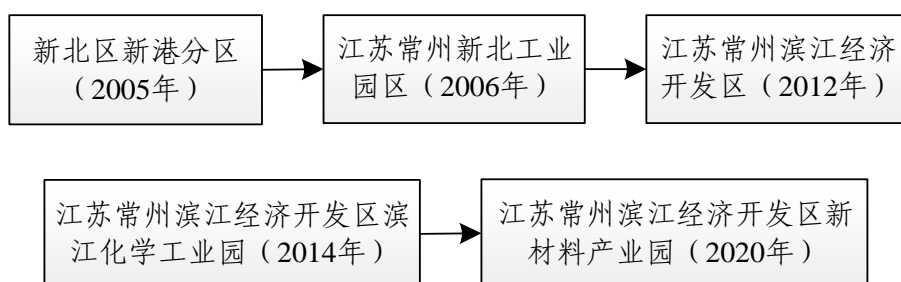 新北区新港分区
（2005年）
江苏常州新北工业
园区（2006年）
江苏常州滨江经济
开发区（2012年）
江苏常州滨江经济开发区滨
江化学工业园（2014年）
江苏常州滨江经济开发区新
材料产业园（2020年）